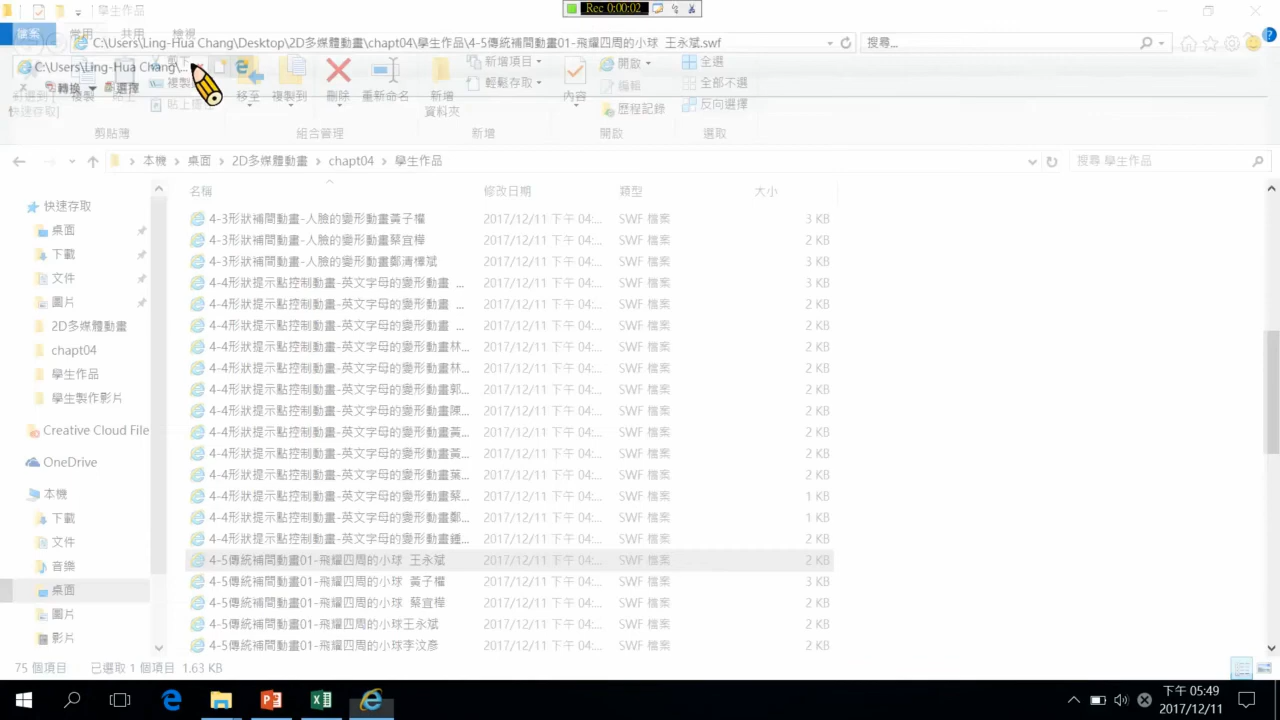 學生作品
Rec 0:00:02
檔案 常用 共用 檢視
C:\Users\Ling-Hua Chang\Desktop\2D多媒體動畫\chapt04\學生作品\4-5傳統補間動畫01-飛耀四周的小球 王永斌.swf
搜尋...
C:\Users\Ling-Hua Chang\...
轉換 選擇
快速存取]
複製 貼上
移至 複製到 刪除 重新命名
新增
資料夾
新增項目
輕鬆存取
內容
開啟
編輯
歷程記錄
全選
全部不選
反向選擇
剪貼簿 組合管理 新增 開啟 選取
本機 桌面 2D多媒體動畫 chapt04 學生作品
搜尋 學生作品
名稱 修改日期 類型 大小
快速存取
桌面
下載
文件
圖片
2D多媒體動畫
chapt04
學生作品
學生製作影片
Creative Cloud File
OneDrive
本機
下載
文件
音樂
桌面
圖片
影片
4-3形狀補間動畫-人臉的變形動畫黃子權 2017/12/11 下午 04:... SWF 檔案 3 KB
4-3形狀補間動畫-人臉的變形動畫蔡宜樺 2017/12/11 下午 04:... SWF 檔案 2 KB
4-3形狀補間動畫-人臉的變形動畫鄭清樺斌 2017/12/11 下午 04:... SWF 檔案 3 KB
4-4形狀提示點控制動畫-英文字母的變形動畫 ... 2017/12/11 下午 04:... SWF 檔案 3 KB
4-4形狀提示點控制動畫-英文字母的變形動畫 ... 2017/12/11 下午 04:... SWF 檔案 2 KB
4-4形狀提示點控制動畫-英文字母的變形動畫 ... 2017/12/11 下午 04:... SWF 檔案 2 KB
4-4形狀提示點控制動畫-英文字母的變形動畫林... 2017/12/11 下午 04:... SWF 檔案 2 KB
4-4形狀提示點控制動畫-英文字母的變形動畫林... 2017/12/11 下午 04:... SWF 檔案 2 KB
4-4形狀提示點控制動畫-英文字母的變形動畫郭... 2017/12/11 下午 04:... SWF 檔案 2 KB
4-4形狀提示點控制動畫-英文字母的變形動畫陳... 2017/12/11 下午 04:... SWF 檔案 2 KB
4-4形狀提示點控制動畫-英文字母的變形動畫黃... 2017/12/11 下午 04:... SWF 檔案 2 KB
4-4形狀提示點控制動畫-英文字母的變形動畫黃... 2017/12/11 下午 04:... SWF 檔案 2 KB
4-4形狀提示點控制動畫-英文字母的變形動畫葉... 2017/12/11 下午 04:... SWF 檔案 2 KB
4-4形狀提示點控制動畫-英文字母的變形動畫蔡... 2017/12/11 下午 04:... SWF 檔案 1 KB
4-4形狀提示點控制動畫-英文字母的變形動畫鄭... 2017/12/11 下午 04:... SWF 檔案 1 KB
4-4形狀提示點控制動畫-英文字母的變形動畫鍾... 2017/12/11 下午 04:... SWF 檔案 2 KB
4-5傳統補間動畫01-飛耀四周的小球 王永斌 2017/12/11 下午 04:... SWF 檔案 2 KB
4-5傳統補間動畫01-飛耀四周的小球 黃子權 2017/12/11 下午 04:... SWF 檔案 3 KB
4-5傳統補間動畫01-飛耀四周的小球 蔡宜樺 2017/12/11 下午 04:... SWF 檔案 2 KB
4-5傳統補間動畫01-飛耀四周的小球王永斌 2017/12/11 下午 04:... SWF 檔案 2 KB
4-5傳統補間動畫01-飛耀四周的小球李汶彥 2017/12/11 下午 04:... SWF 檔案 2 KB
75 個項目 已選取 1 個項目 1.63 KB
下午 05:49
2017/12/11